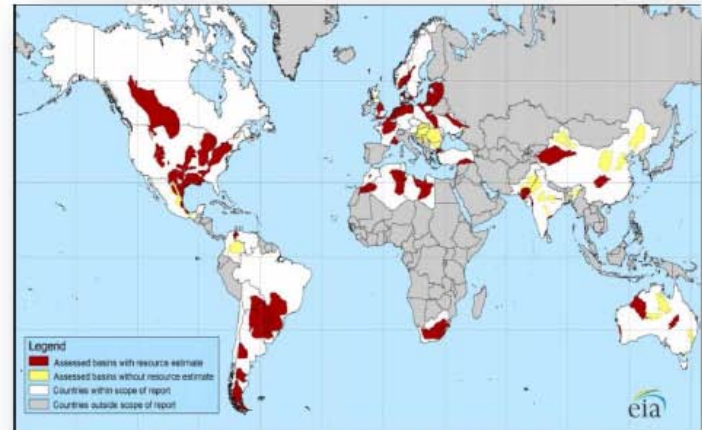 Legend
Assessed basins with resource estimate
Assessed basins without resource estimate
Countries within scope of report
Countries outside scope of report
eia